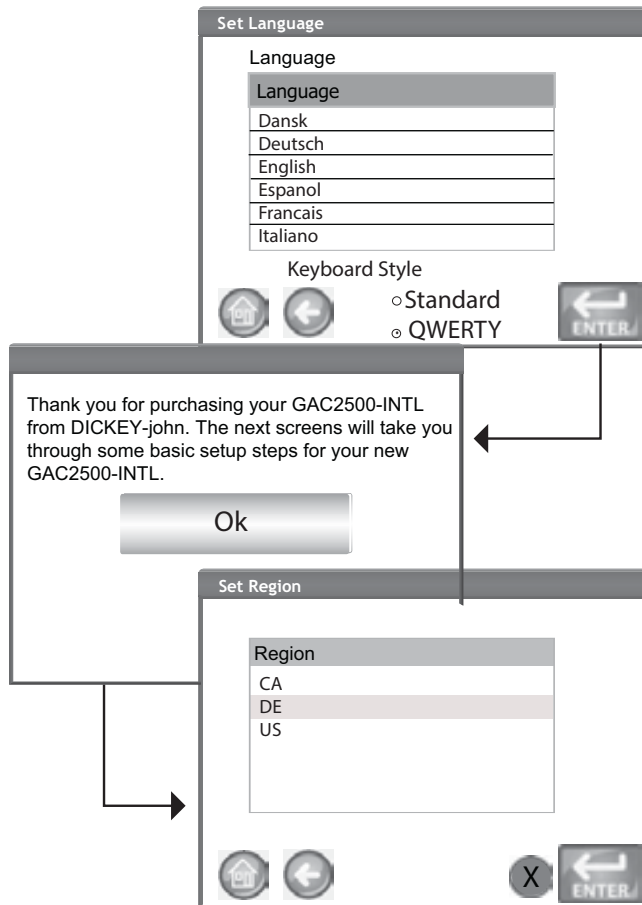 Set Language
Language
Language
Dansk
Deutsch
English
Espanol
Francais
Italiano
Keyboard Style
Standard
QWERTY
ENTER
Thank you for purchasing your GAC2500-INTL
from DICKEY-john. The next screens will take you
through some basic setup steps for your new
GAC2500-INTL.
Ok
Set Region
Region
CA
DE
US
X
ENTER